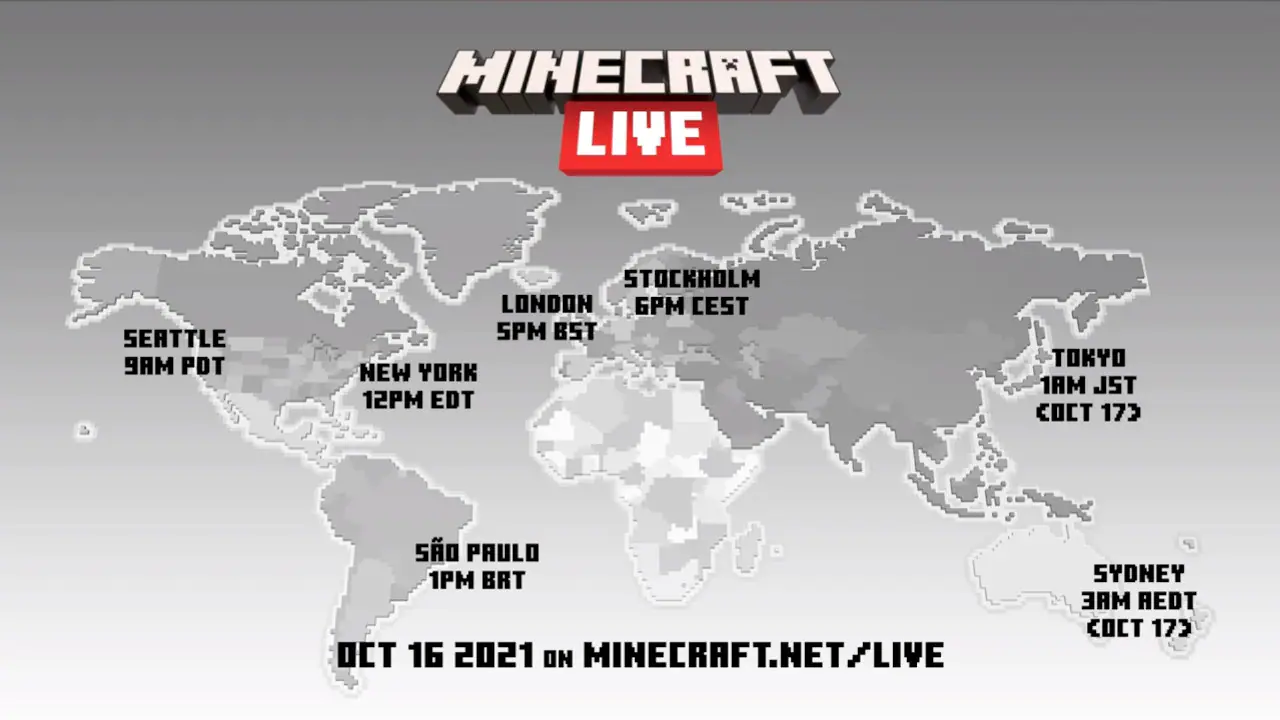 MINECRAFT
LIVE
STOCKHOLM
6PM CEST
LONDON
5PM BST
SEATTLE
9AM PDT
NEW YORK
12PM EDT
TOKYO
1AM JST
(OCT 17)
SÃO PAULO
1PM BRT
SYDNEY
3AM AEDT
(OCT 17)
OCT 16 2021 ON MINECRAFT.NET/LIVE